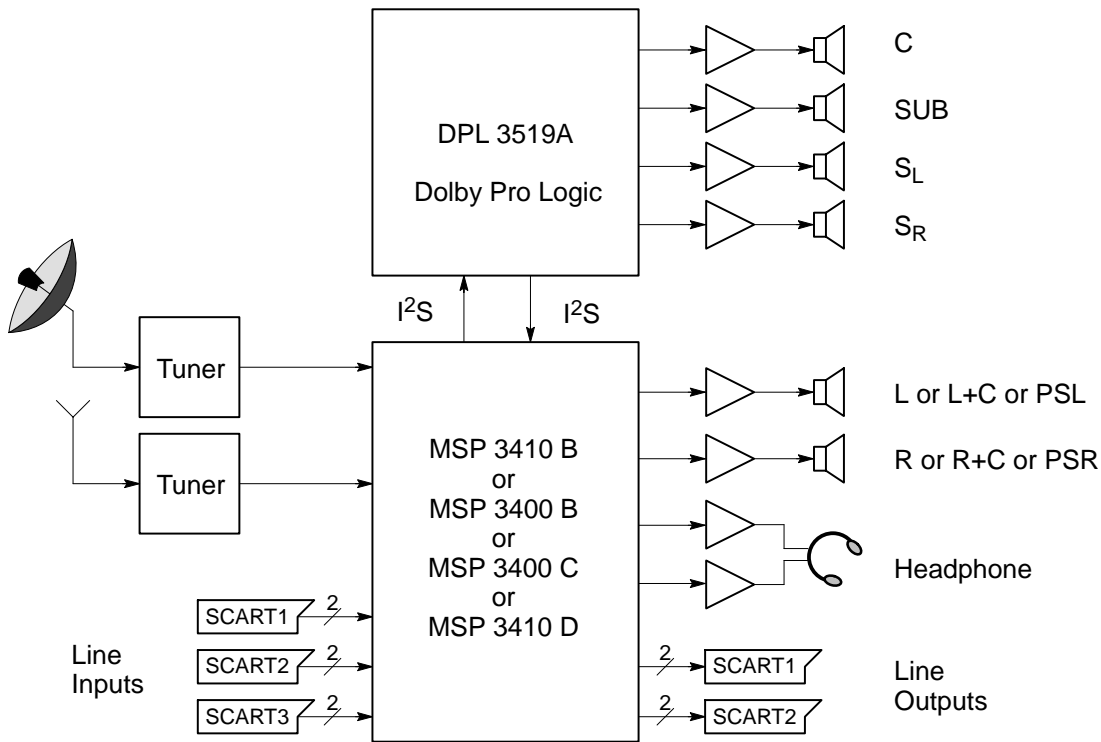 C
DPL 3519A
Dolby Pro Logic
SUB
S_L
S_R
I²S
I²S
Tuner
Tuner
MSP 3410 B
or
MSP 3400 B
or
MSP 3400 C
or
MSP 3410 D
L or L+C or PSL
R or R+C or PSR
Headphone
Line
Inputs
SCART1
2
SCART2
2
SCART3
2
2
SCART1
2
SCART2
Line
Outputs